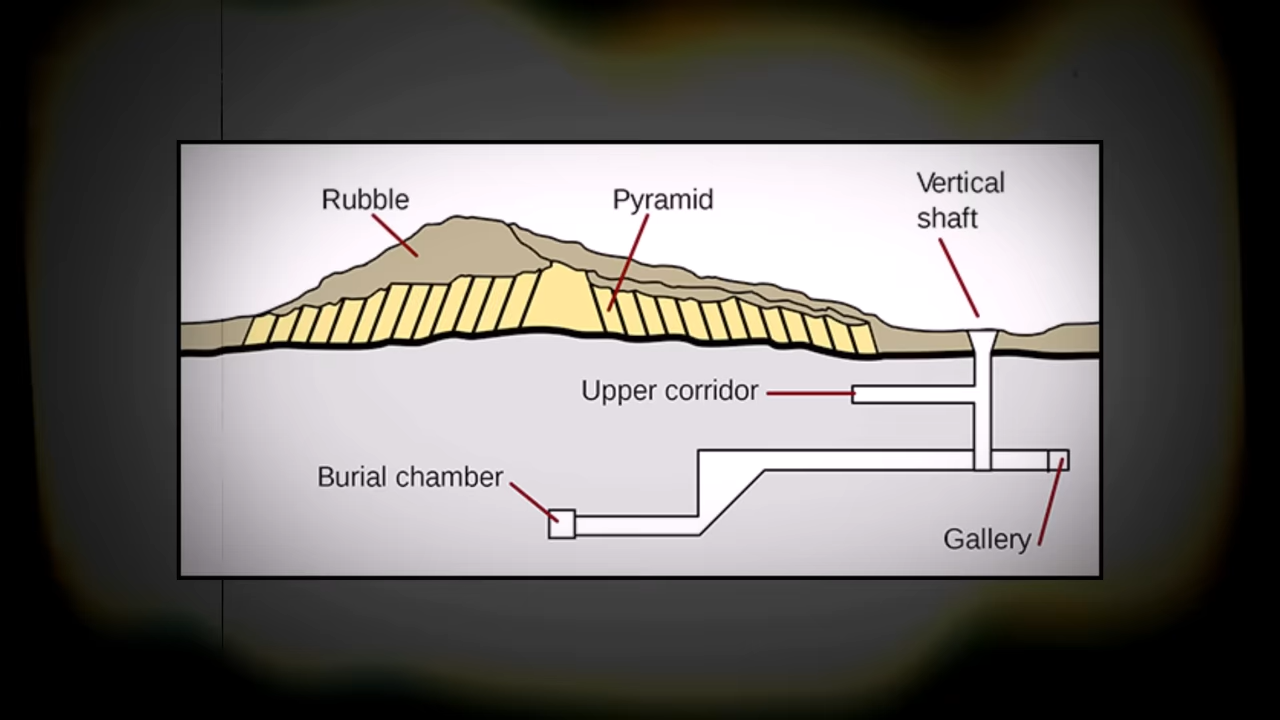 Rubble
Pyramid
Vertical
shaft
Upper corridor
Burial chamber
Gallery